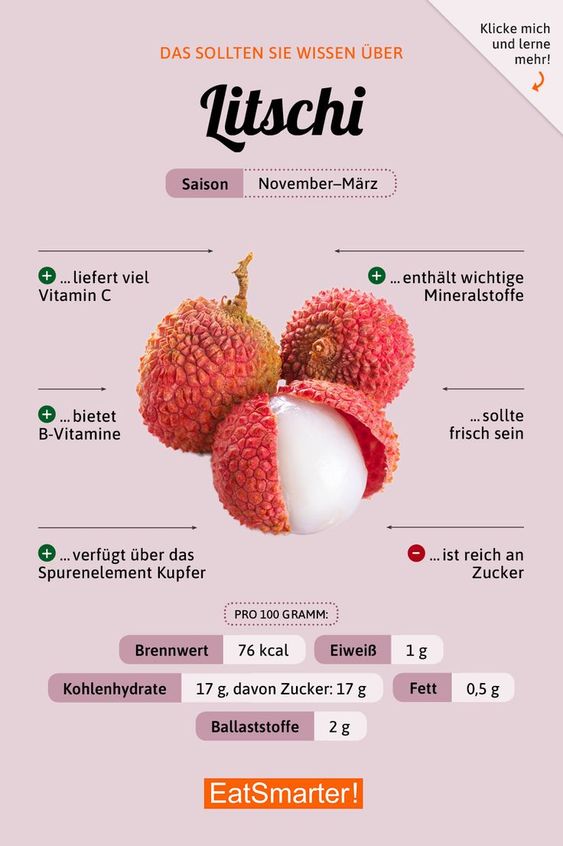 Klicke mich
und lerne
mehr!
DAS SOLLTEN SIE WISSEN ÜBER
Litschi
Saison November–März
... liefert viel
Vitamin C
... enthält wichtige
Mineralstoffe
... bietet
B-Vitamine
... sollte
frisch sein
... verfügt über das
Spurenelement Kupfer
... ist reich an
Zucker
PRO 100 GRAMM:
Brennwert 76 kcal Eiweiß 1 g
Kohlenhydrate 17 g, davon Zucker: 17 g Fett 0,5 g
Ballaststoffe 2 g
EatSmarter!